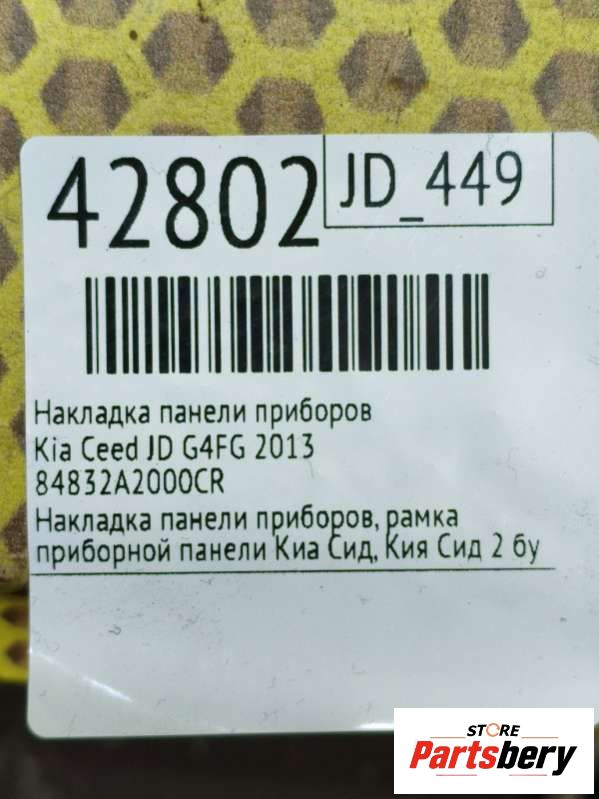 42802
JD_449
Накладка панели приборов
Kia Ceed JD G4FG 2013
84832A2000CR
Накладка панели приборов, рамка
приборной панели Киа Сид, Кия Сид 2 бу
STORE
Partsbery